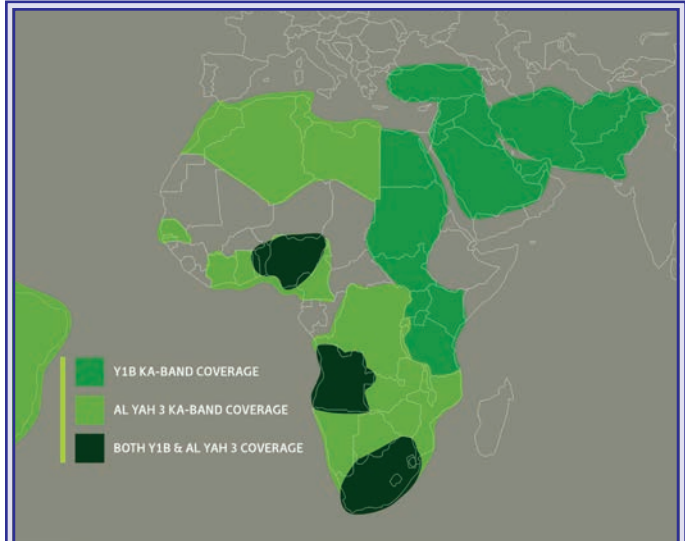 Y1B KA-BAND COVERAGE
AL YAH 3 KA-BAND COVERAGE
BOTH Y1B & AL YAH 3 COVERAGE